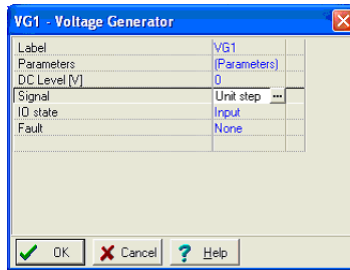 VG1 - Voltage Generator
Label VG1
Parameters (Parameters)
DC Level [V] 0
Signal Unit step ...
IO state Input
Fault None
OK Cancel ? Help